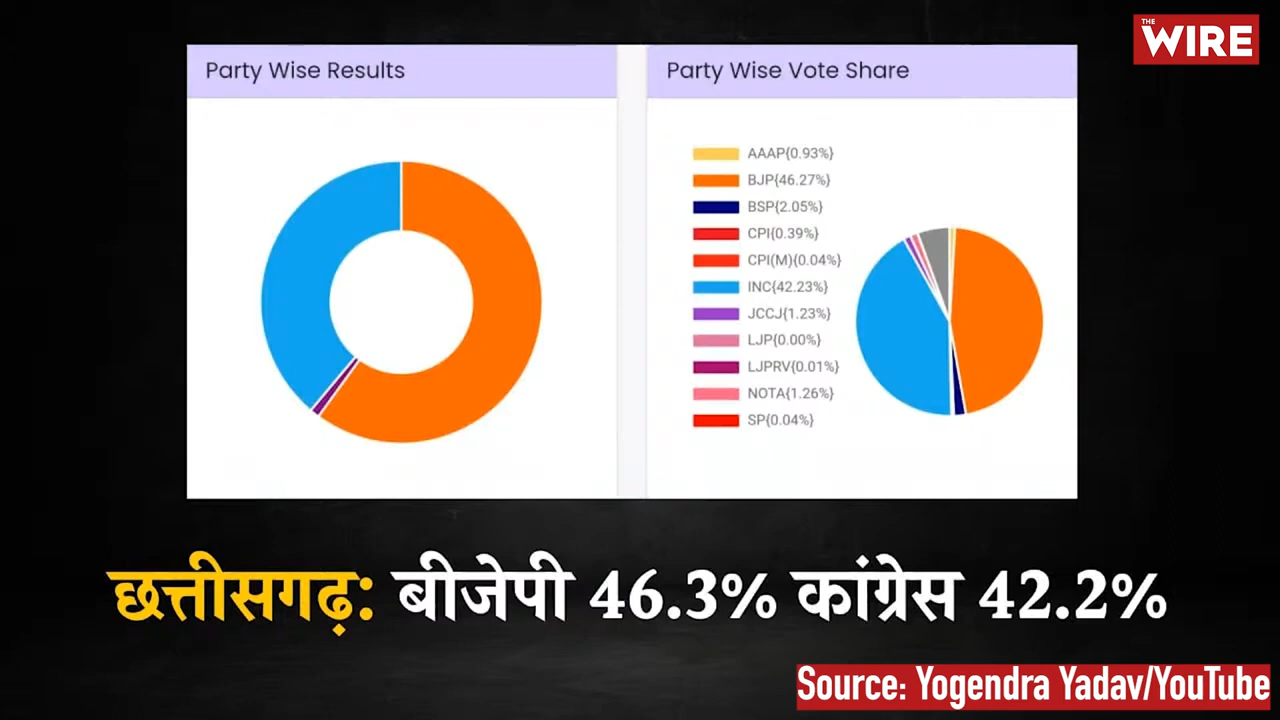 THE
WIRE
Party Wise Results
Party Wise Vote Share
AAAP{0.93%}
BJP{46.27%}
BSP{2.05%}
CPI{0.39%}
CPI(M){0.04%}
INC{42.23%}
JCCJ{1.23%}
LJP{0.00%}
LJPRV{0.01%}
NOTA{1.26%}
SP{0.04%}
छत्तीसगढ़: बीजेपी 46.3% कांग्रेस 42.2%
Source: Yogendra Yadav/YouTube